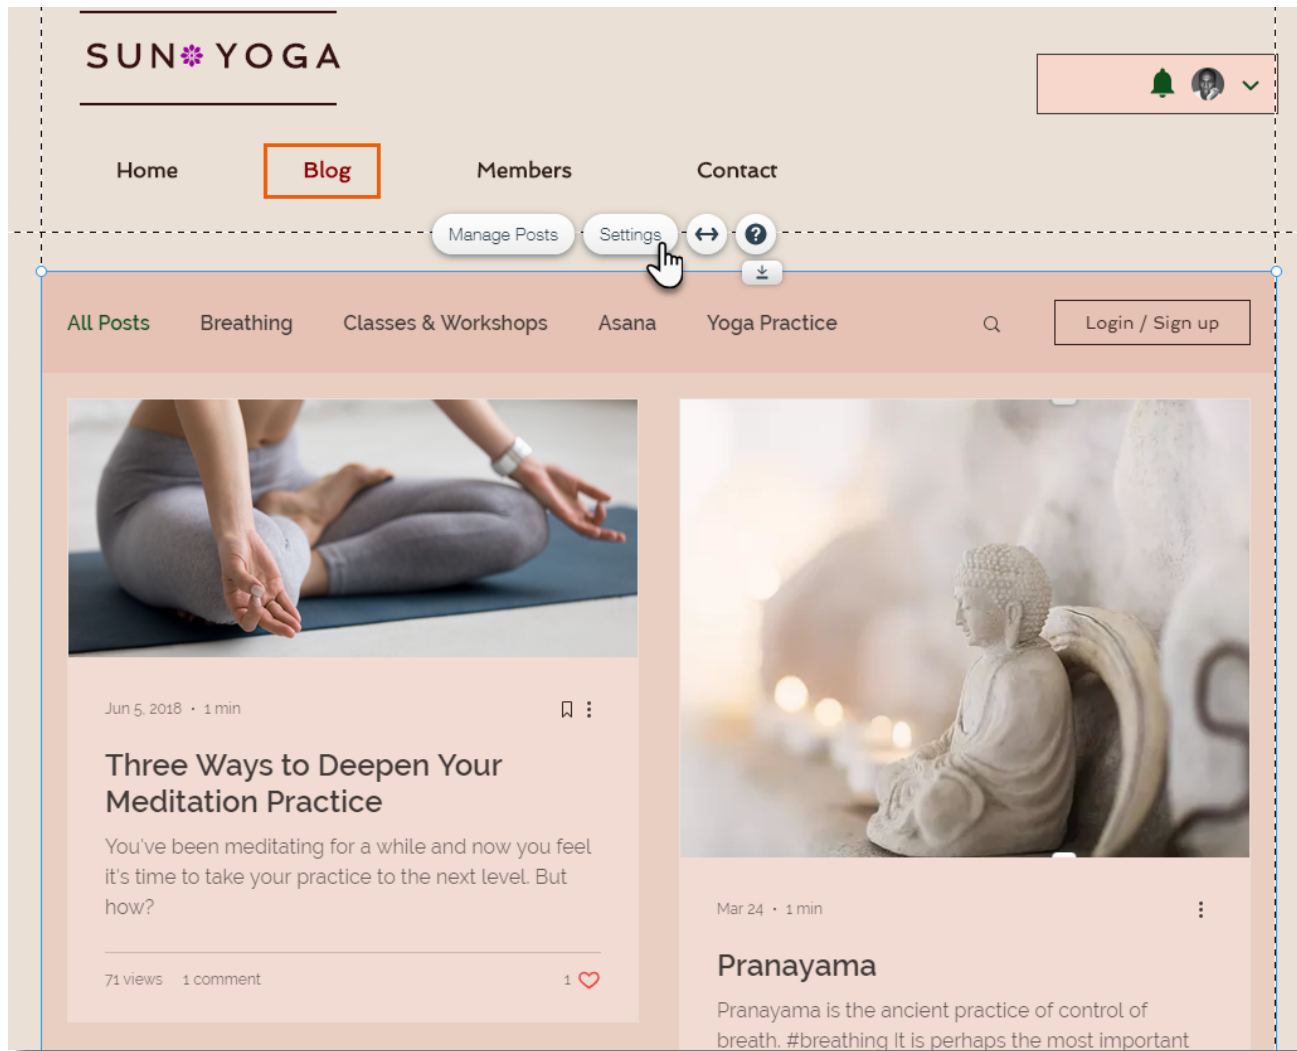 SUN YOGA
Home
Blog
Members
Contact
Manage Posts
Settings
All Posts
Breathing
Classes & Workshops
Asana
Yoga Practice
Login / Sign up
Jun 5, 2018 · 1 min
Three Ways to Deepen Your
Meditation Practice
You've been meditating for a while and now you feel
it's time to take your practice to the next level. But
how?
71 views
1 comment
1
Mar 24 · 1 min
Pranayama
Pranayama is the ancient practice of control of
breath. #breathing It is perhaps the most important